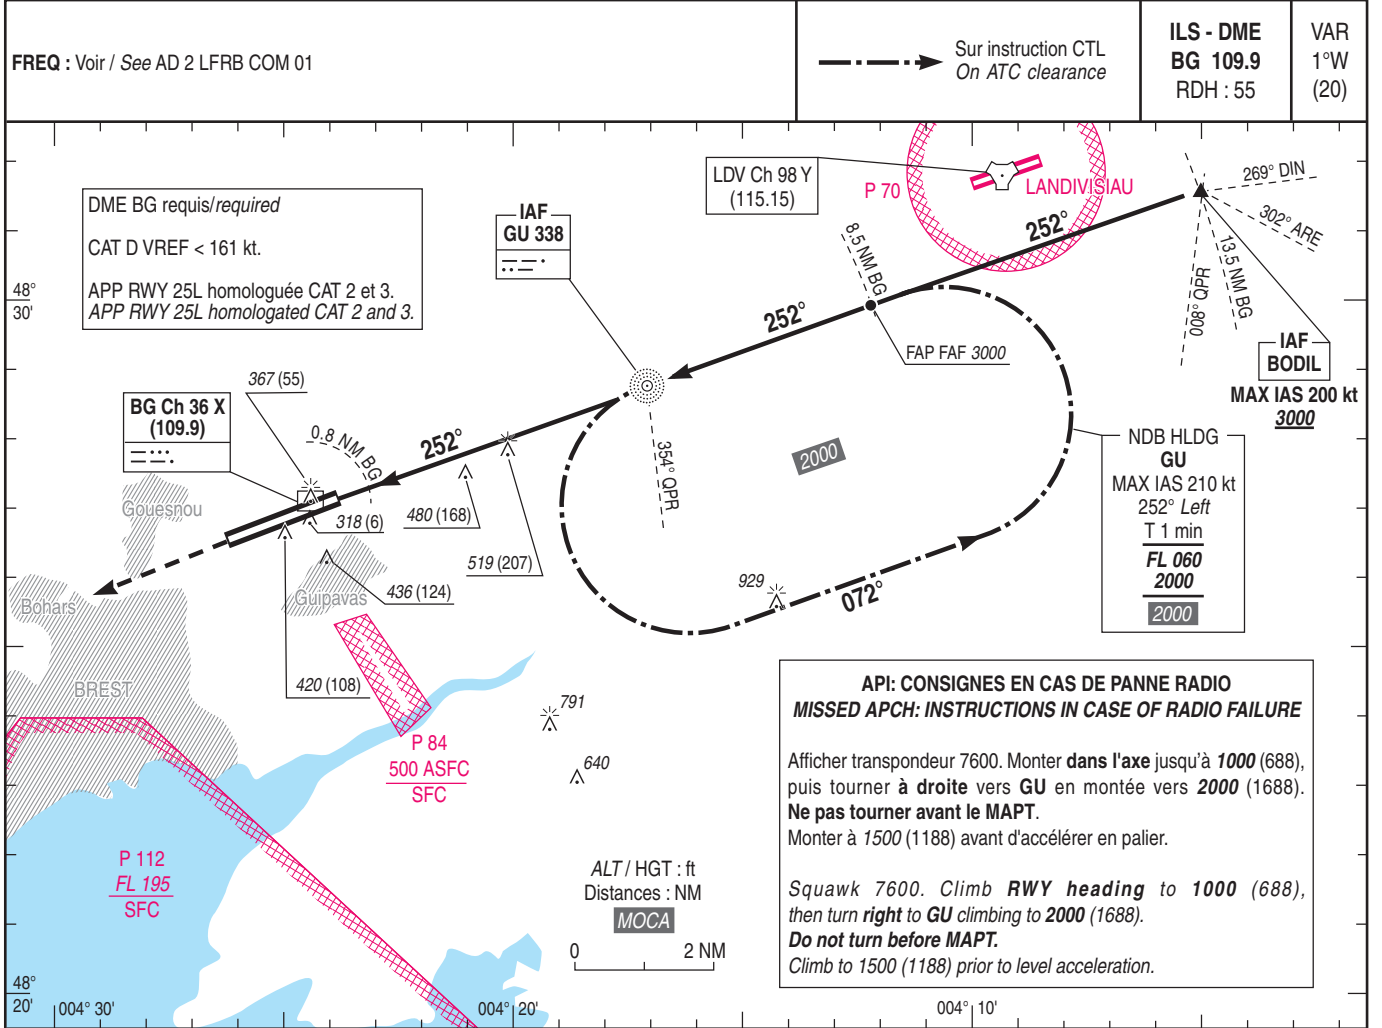 FREQ : Voir / See AD 2 LFRB COM 01
Sur instruction CTL
On ATC clearance
ILS - DME
BG 109.9
RDH : 55
VAR
1°W
(20)
DME BG requis/required
CAT D VREF < 161 kt.
APP RWY 25L homologuée CAT 2 et 3.
APP RWY 25L homologated CAT 2 and 3.
IAF
GU 338
LDV Ch 98 Y
(115.15)
P 70
LANDIVISIAU
269° DIN
302° ARE
13.5 NM BG
008° QPR
252°
8.5 NM BG
252°
FAP FAF 3000
IAF
BODIL
MAX IAS 200 kt
3000
48°
30'
367 (55)
BG Ch 36 X
(109.9)
0.8 NM BG
252°
354° QPR
2000
NDB HLDG
GU
MAX IAS 210 kt
252° Left
T 1 min
FL 060
2000
2000
Gouesnou
318 (6)
480 (168)
519 (207)
436 (124)
Guipavas
Bohars
929
072°
BREST
420 (108)
791
640
P 84
500 ASFC
SFC
P 112
FL 195
SFC
API: CONSIGNES EN CAS DE PANNE RADIO
MISSED APCH: INSTRUCTIONS IN CASE OF RADIO FAILURE
Afficher transpondeur 7600. Monter dans l'axe jusqu'à 1000 (688),
puis tourner à droite vers GU en montée vers 2000 (1688).
Ne pas tourner avant le MAPT.
Monter à 1500 (1188) avant d'accélérer en palier.
Squawk 7600. Climb RWY heading to 1000 (688),
then turn right to GU climbing to 2000 (1688).
Do not turn before MAPT.
Climb to 1500 (1188) prior to level acceleration.
ALT / HGT : ft
Distances : NM
MOCA
0 2 NM
48°
20'
004° 30'
004° 20'
004° 10'